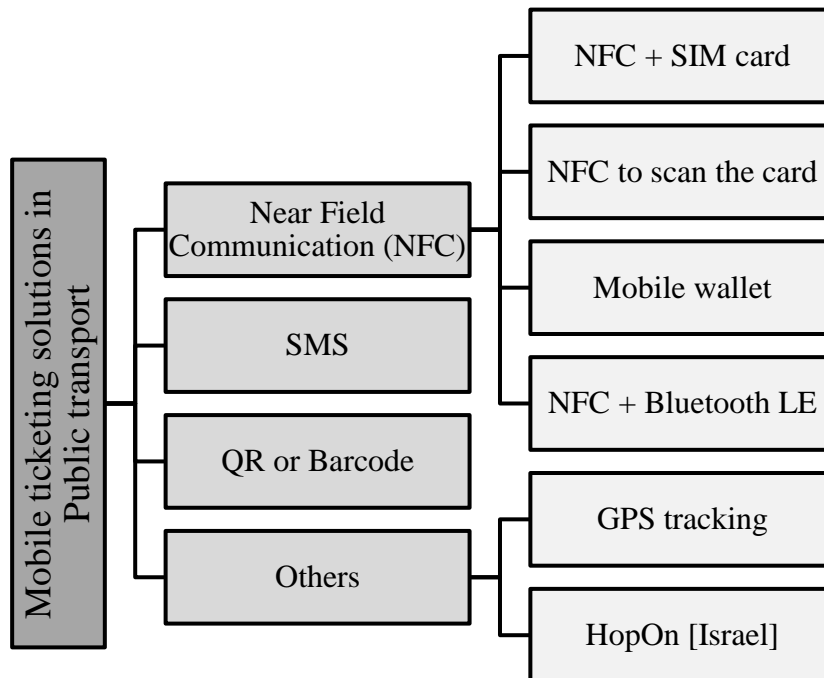 Mobile ticketing solutions in
Public transport
Near Field
Communication (NFC)
SMS
QR or Barcode
Others
NFC + SIM card
NFC to scan the card
Mobile wallet
NFC + Bluetooth LE
GPS tracking
HopOn [Israel]